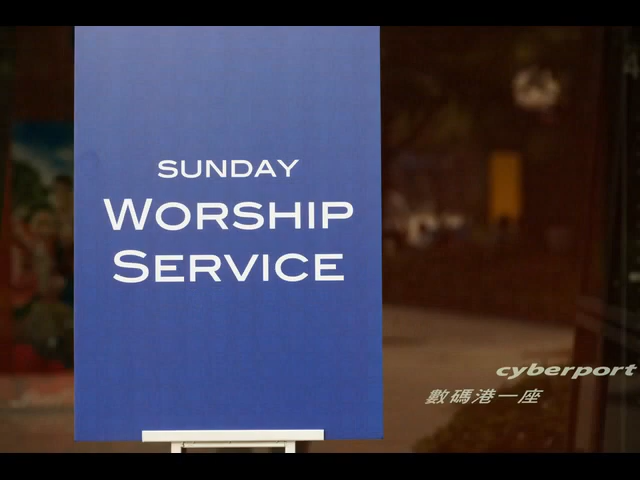 SUNDAY
WORSHIP
SERVICE
cyberport
數碼港一座